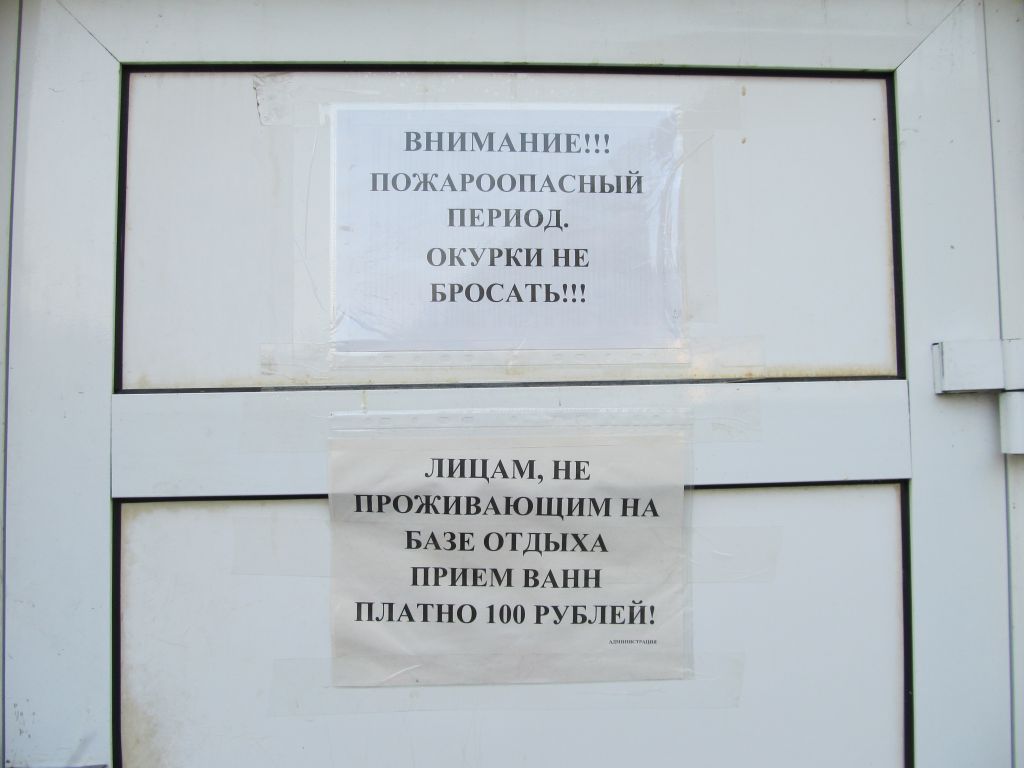 ВНИМАНИЕ!!!
ПОЖАРООПАСНЫЙ
ПЕРИОД.
ОКУРКИ НЕ
БРОСАТЬ!!!
ЛИЦАМ, НЕ
ПРОЖИВАЮЩИМ НА
БАЗЕ ОТДЫХА
ПРИЕМ ВАНН
ПЛАТНО 100 РУБЛЕЙ!
АДМИНИСТРАЦИЯ